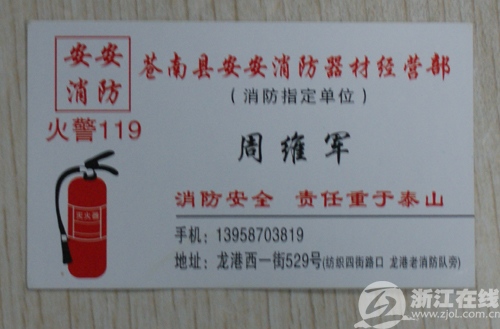 安安
消防
火警119
苍南县安安消防器材经营部
(消防指定单位)
周维军
消防安全 责任重于泰山
灭火器
手机: 13958703819
地址: 龙港西一街529号(纺织四街路口 龙港老消防队旁)
浙江在线
www.zjol.com.cn